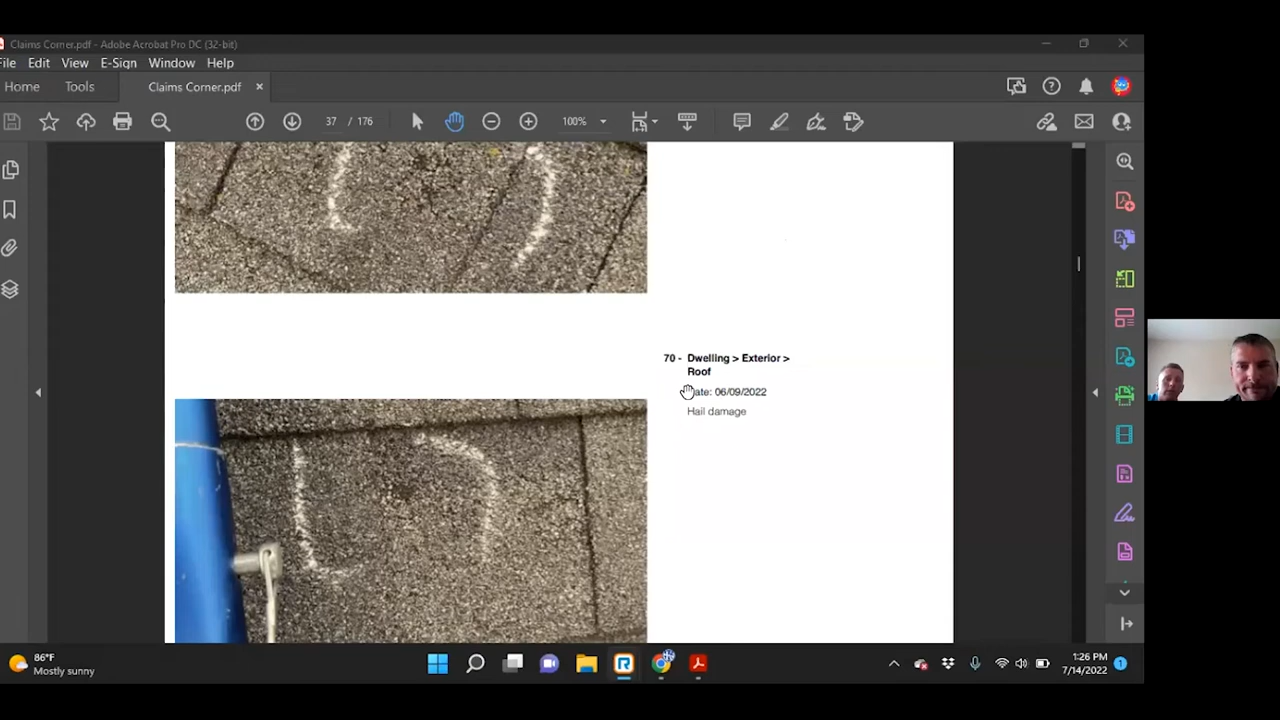 Claims Corner.pdf - Adobe Acrobat Pro DC (32-bit)
File Edit View E-Sign Window Help
Home Tools Claims Corner.pdf
37 / 176 100%
70 - Dwelling > Exterior >
Roof
Date: 06/09/2022
Hail damage
86°F
Mostly sunny
1:26 PM
7/14/2022 1